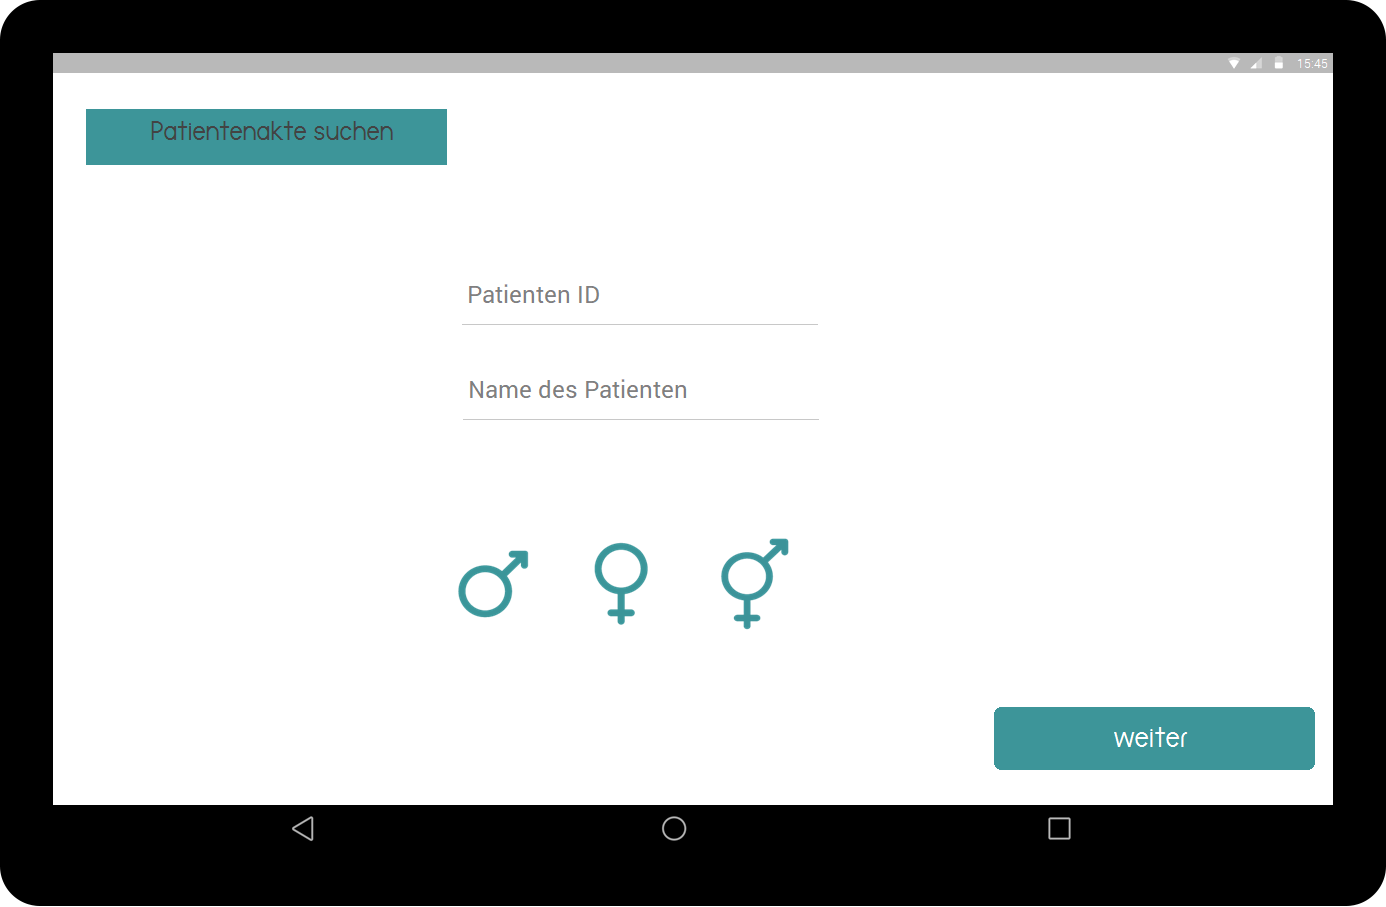 15:45
Patientenakte suchen
Patienten ID
Name des Patienten
weiter